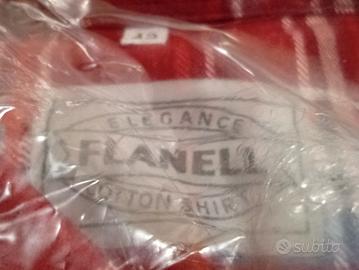 45
ELEGANCE
FLANELL
COTTON SHIRT
subito